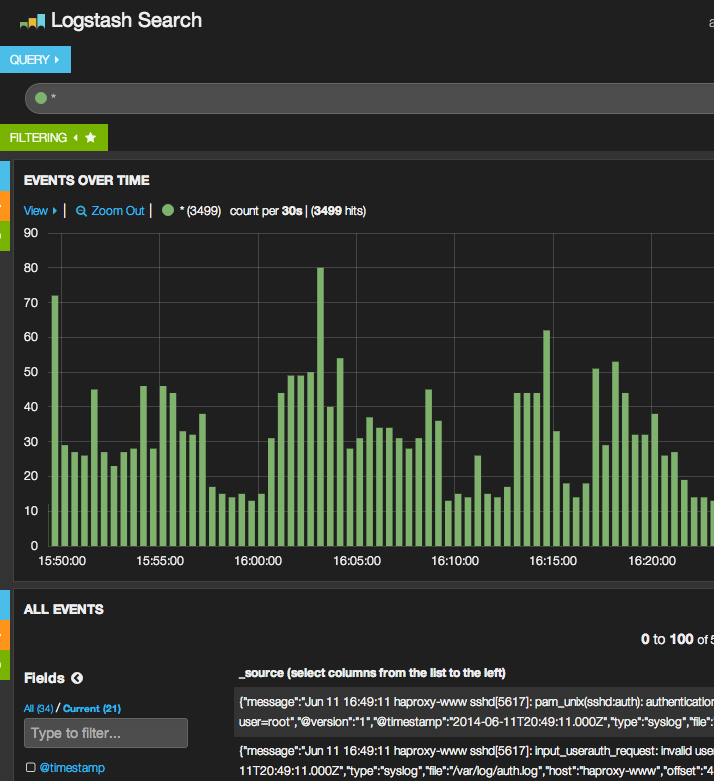 Logstash Search
QUERY
*
FILTERING
EVENTS OVER TIME
View | Zoom Out | * (3499) count per 30s | (3499 hits)
90
80
70
60
50
40
30
20
10
0
15:50:00 15:55:00 16:00:00 16:05:00 16:10:00 16:15:00 16:20:00
ALL EVENTS
0 to 100 of 5
Fields
_source (select columns from the list to the left)
All (34) / Current (21)
Type to filter...
@timestamp
{"message":"Jun 11 16:49:11 haproxy-www sshd[5617]: pam_unix(sshd:auth): authentication
user=root","@version":"1","@timestamp":"2014-06-11T20:49:11.000Z","type":"syslog","file":"
{"message":"Jun 11 16:49:11 haproxy-www sshd[5617]: input_userauth_request: invalid use
11T20:49:11.000Z","type":"syslog","file":"/var/log/auth.log","host":"haproxy-www","offset":"4